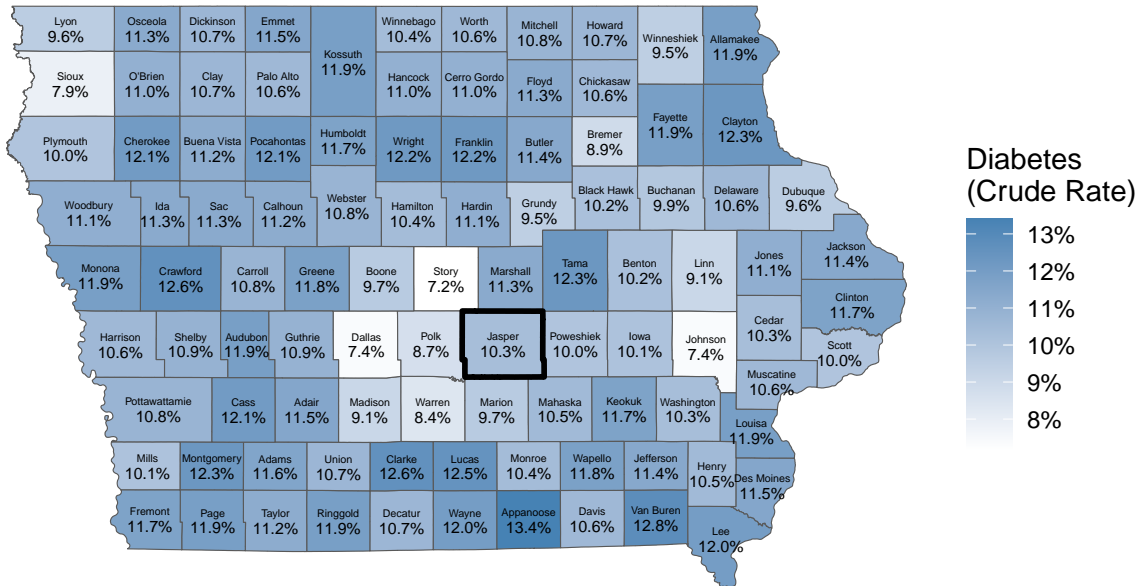 Lyon
9.6%
Osceola
11.3%
Dickinson
10.7%
Emmet
11.5%
Kossuth
11.9%
Winnebago
10.4%
Worth
10.6%
Mitchell
10.8%
Howard
10.7%
Winneshiek
9.5%
Allamakee
11.9%
Sioux
7.9%
O'Brien
11.0%
Clay
10.7%
Palo Alto
10.6%
Hancock
11.0%
Cerro Gordo
11.0%
Floyd
11.3%
Chickasaw
10.6%
Fayette
11.9%
Clayton
12.3%
Plymouth
10.0%
Cherokee
12.1%
Buena Vista
11.2%
Pocahontas
12.1%
Humboldt
11.7%
Wright
12.2%
Franklin
12.2%
Butler
11.4%
Bremer
8.9%
Woodbury
11.1%
Ida
11.3%
Sac
11.3%
Calhoun
11.2%
Webster
10.8%
Hamilton
10.4%
Hardin
11.1%
Grundy
9.5%
Black Hawk
10.2%
Buchanan
9.9%
Delaware
10.6%
Dubuque
9.6%
Monona
11.9%
Crawford
12.6%
Carroll
10.8%
Greene
11.8%
Boone
9.7%
Story
7.2%
Marshall
11.3%
Tama
12.3%
Benton
10.2%
Linn
9.1%
Jones
11.1%
Jackson
11.4%
Clinton
11.7%
Harrison
10.6%
Shelby
10.9%
Audubon
11.9%
Guthrie
10.9%
Dallas
7.4%
Polk
8.7%
Jasper
10.3%
Poweshiek
10.0%
Iowa
10.1%
Johnson
7.4%
Cedar
10.3%
Scott
10.0%
Muscatine
10.6%
Pottawattamie
10.8%
Cass
12.1%
Adair
11.5%
Madison
9.1%
Warren
8.4%
Marion
9.7%
Mahaska
10.5%
Keokuk
11.7%
Washington
10.3%
Louisa
11.9%
Mills
10.1%
Montgomery
12.3%
Adams
11.6%
Union
10.7%
Clarke
12.6%
Lucas
12.5%
Monroe
10.4%
Wapello
11.8%
Jefferson
11.4%
Henry
10.5%
Des Moines
11.5%
Fremont
11.7%
Page
11.9%
Taylor
11.2%
Ringgold
11.9%
Decatur
10.7%
Wayne
12.0%
Appanoose
13.4%
Davis
10.6%
Van Buren
12.8%
Lee
12.0%
Diabetes
(Crude Rate)
13%
12%
11%
10%
9%
8%